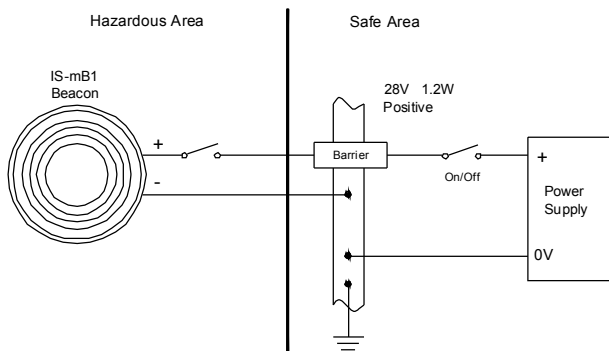 Hazardous Area
Safe Area
IS-mB1
Beacon
28V 1.2W
Positive
+
-
Barrier
On/Off
+
Power
Supply
0V